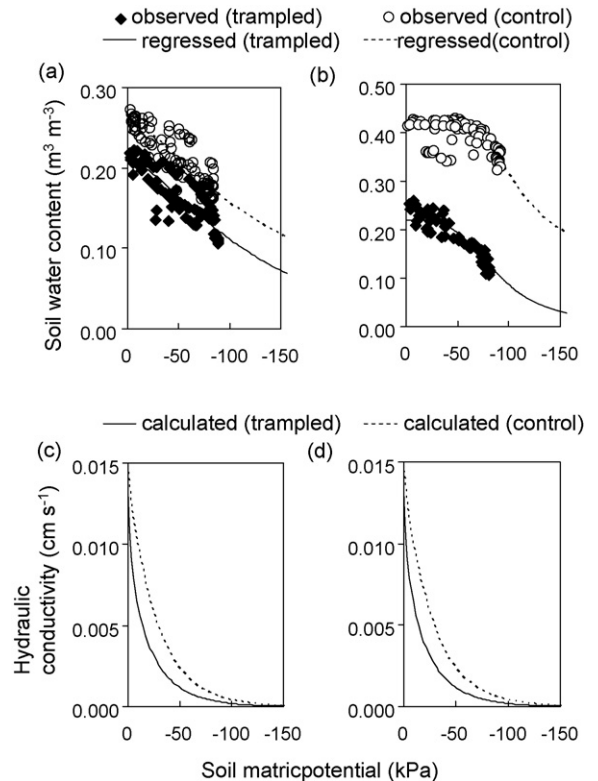 observed (trampled) observed (control)
regressed (trampled) regressed(control)
(a) (b)
0.30 0.50
0.40
0.20 0.30
0.20
0.10
0.10
0.00 0.00
0 -50 -100 -150 0 -50 -100 -150
Soil water content (m³ m⁻³)
calculated (trampled) calculated (control)
(c) (d)
0.015 0.015
0.010 0.010
0.005 0.005
0.000 0.000
0 -50 -100 -150 0 -50 -100 -150
Hydraulic
conductivity (cm s⁻¹)
Soil matricpotential (kPa)